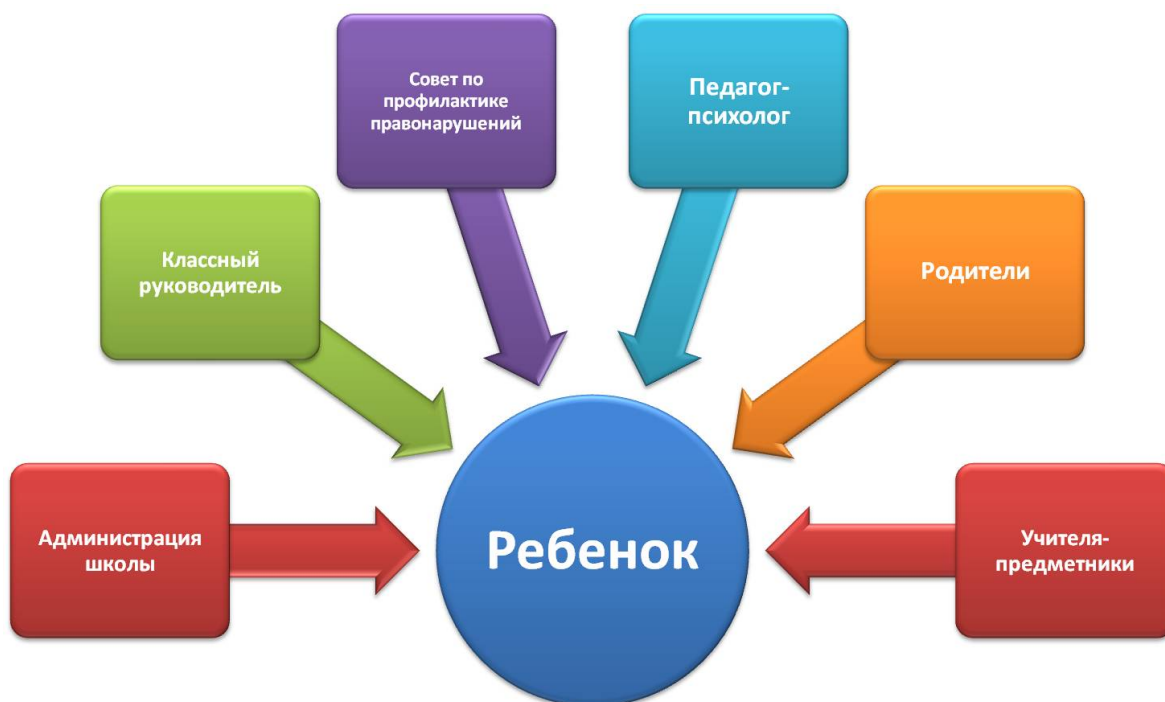 Совет по
профилактике
правонарушений
Педагог-
психолог
Классный
руководитель
Родители
Администрация
школы
Ребенок
Учителя-
предметники